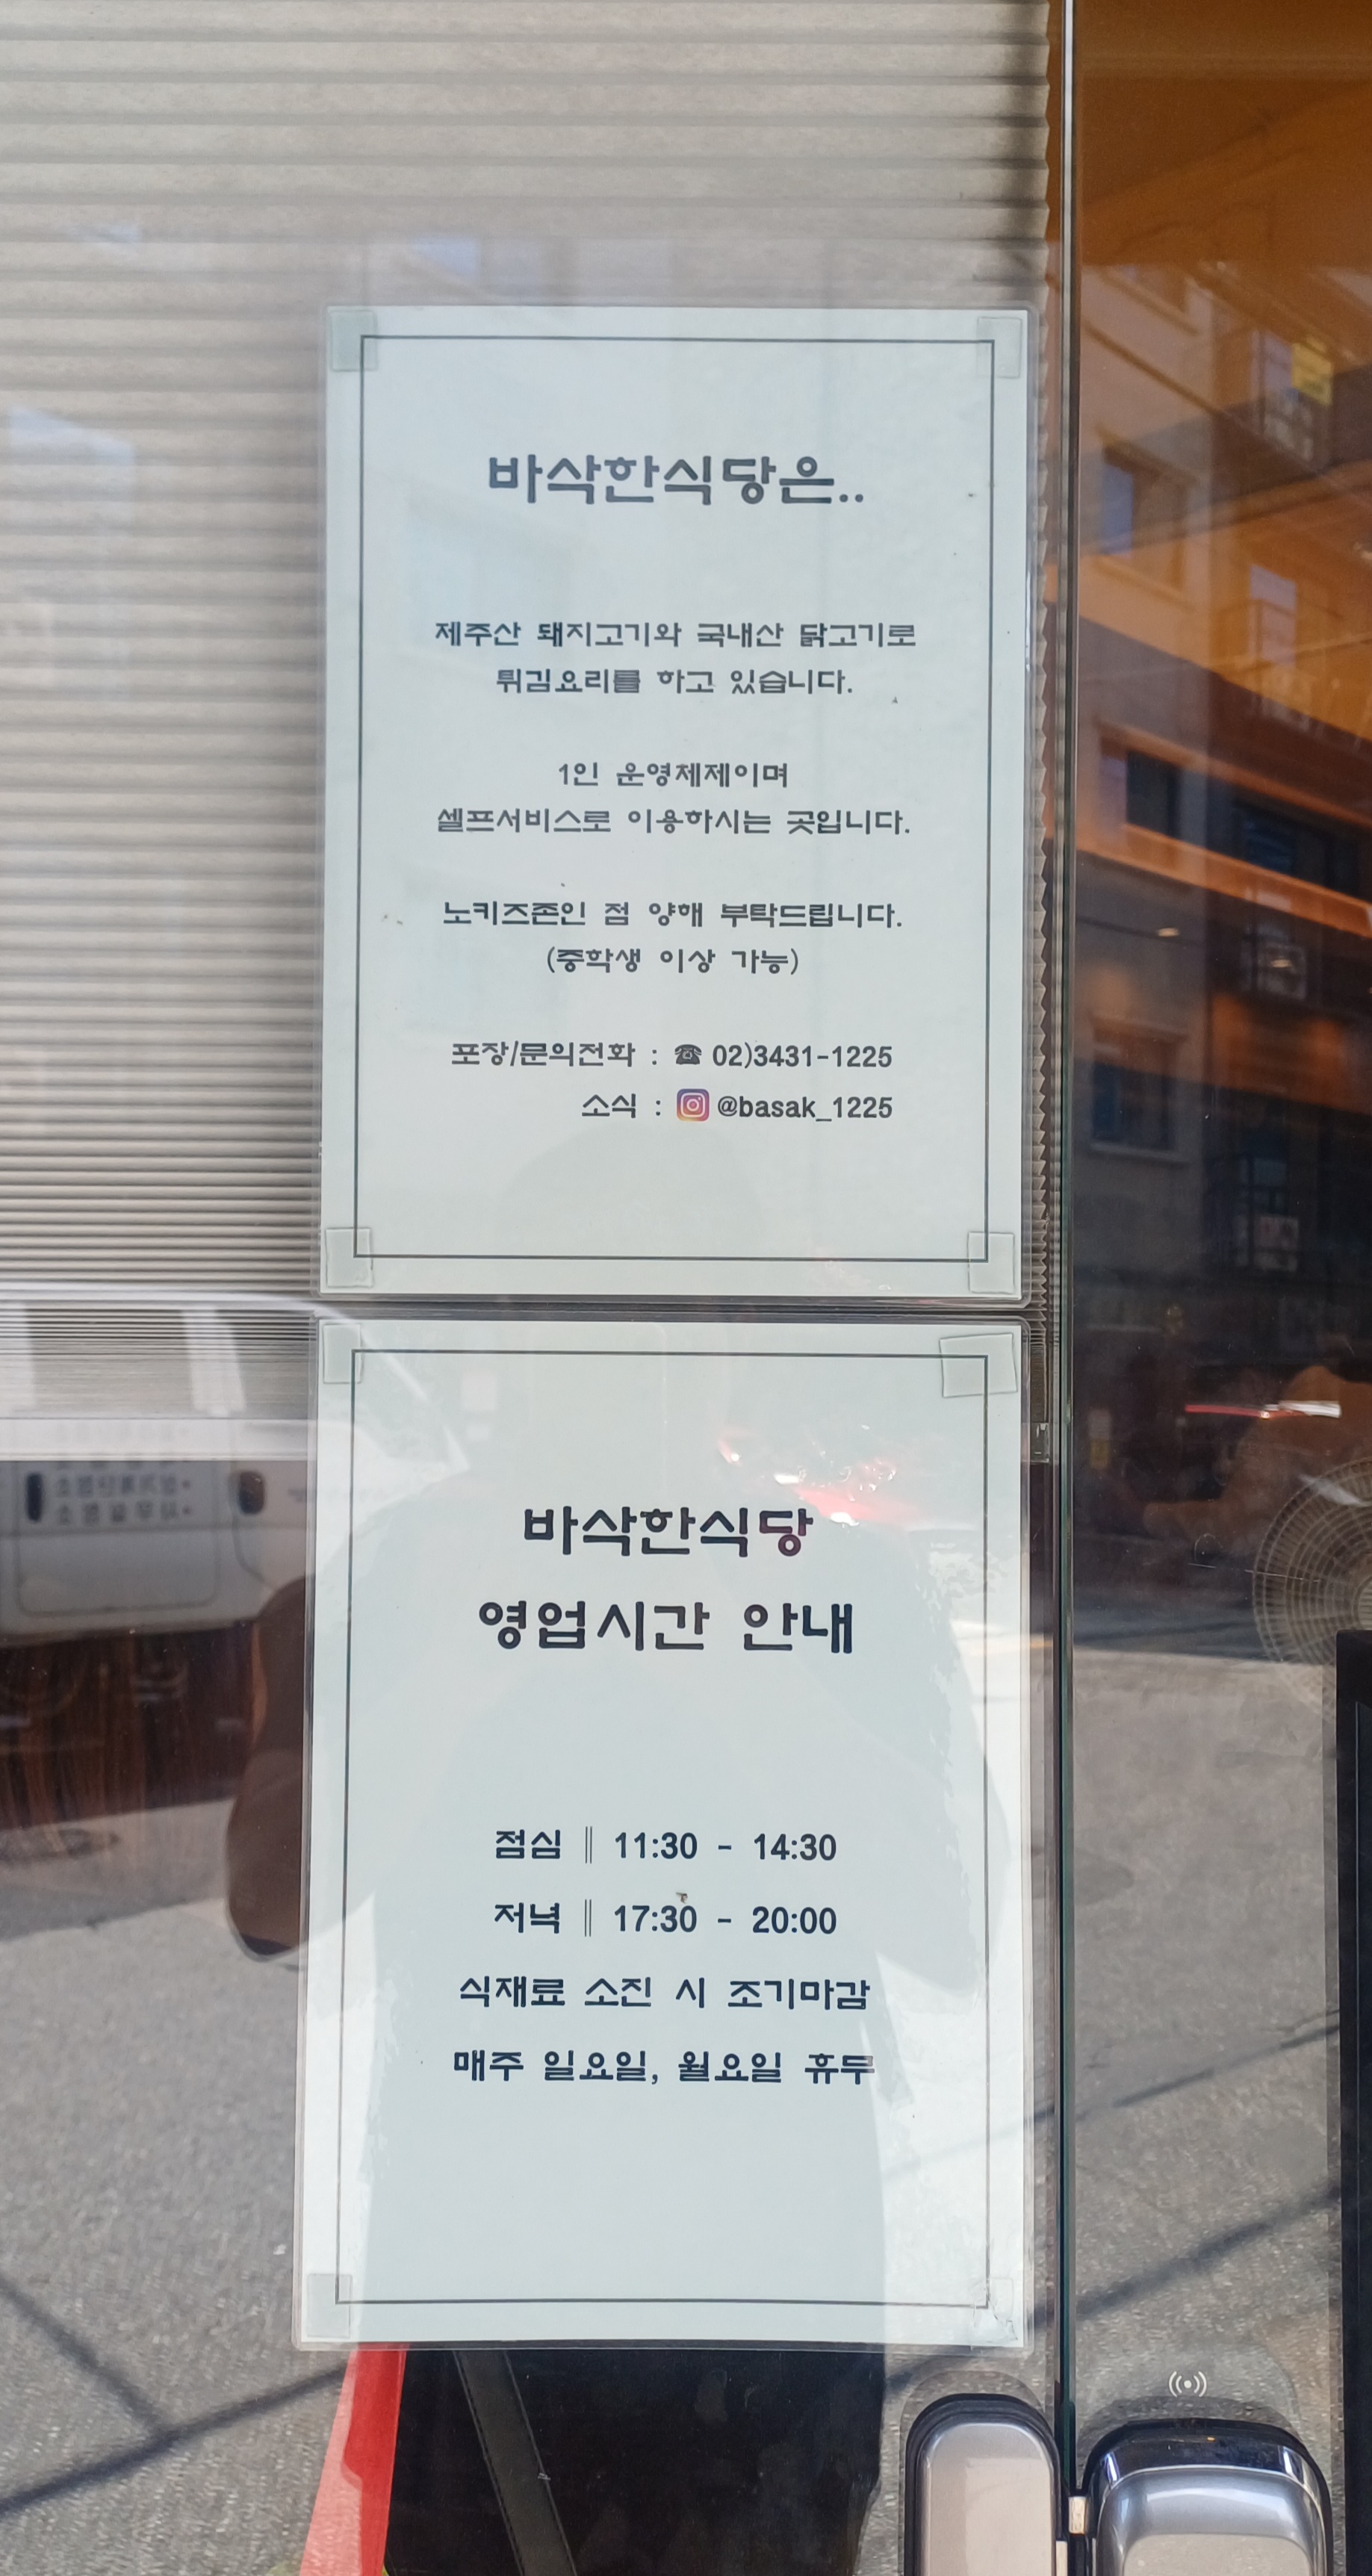 바삭한식당은..
제주산 돼지고기와 국내산 닭고기로
튀김요리를 하고 있습니다.
1인 운영체제이며
셀프서비스로 이용하시는 곳입니다.
노키즈존인 점 양해 부탁드립니다.
(중학생 이상 가능)
포장/문의전화 : ☎ 02)3431-1225
소식 : @basak_1225
바삭한식당
영업시간 안내
점심 ‖ 11:30 - 14:30
저녁 ‖ 17:30 - 20:00
식재료 소진 시 조기마감
매주 일요일, 월요일 휴무